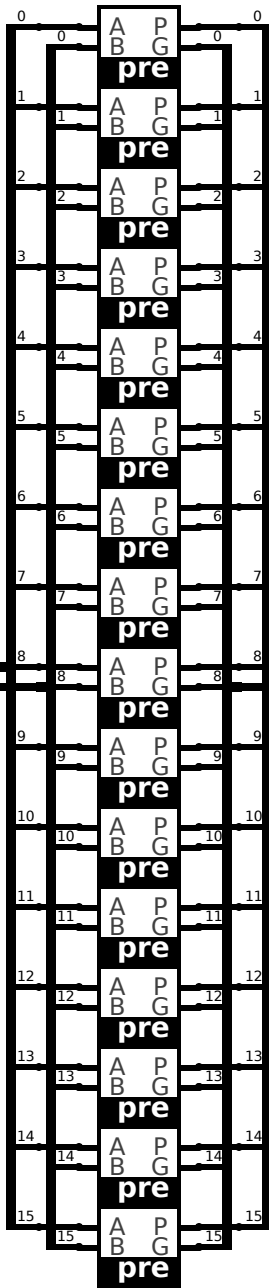 0 A P 0
0 B G 0
pre
1 A P 1
1 B G 1
pre
2 A P 2
2 B G 2
pre
3 A P 3
3 B G 3
pre
4 A P 4
4 B G 4
pre
5 A P 5
5 B G 5
pre
6 A P 6
6 B G 6
pre
7 A P 7
7 B G 7
pre
8 A P 8
8 B G 8
pre
9 A P 9
9 B G 9
pre
10 A P 10
10 B G 10
pre
11 A P 11
11 B G 11
pre
12 A P 12
12 B G 12
pre
13 A P 13
13 B G 13
pre
14 A P 14
14 B G 14
pre
15 A P 15
15 B G 15
pre